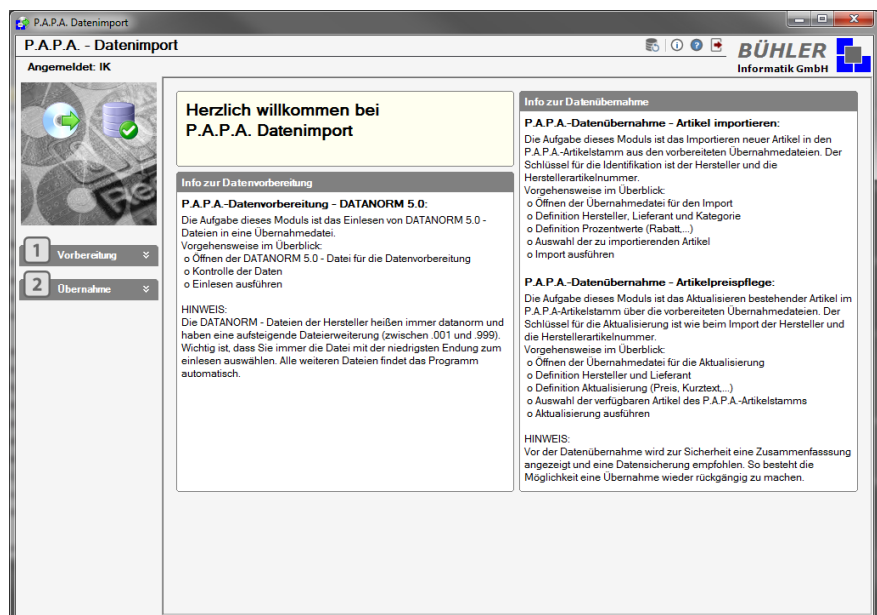 P.A.P.A. Datenimport
P.A.P.A. - Datenimport
BÜHLER
Informatik GmbH
Angemeldet: IK
1 Vorbereitung
2 Übernahme
Herzlich willkommen bei
P.A.P.A. Datenimport
Info zur Datenvorbereitung
P.A.P.A.-Datenvorbereitung - DATANORM 5.0:
Die Aufgabe dieses Moduls ist das Einlesen von DATANORM 5.0 -
Dateien in eine Übernahmedatei.
Vorgehensweise im Überblick:
o Öffnen der DATANORM 5.0 - Datei für die Datenvorbereitung
o Kontrolle der Daten
o Einlesen ausführen
HINWEIS:
Die DATANORM - Dateien der Hersteller heißen immer datanorm und
haben eine aufsteigende Dateierweiterung (zwischen .001 und .999).
Wichtig ist, dass Sie immer die Datei mit der niedrigsten Endung zum
einlesen auswählen. Alle weiteren Dateien findet das Programm
automatisch.
Info zur Datenübernahme
P.A.P.A.-Datenübernahme - Artikel importieren:
Die Aufgabe dieses Moduls ist das Importieren neuer Artikel in den
P.A.P.A.-Artikelstamm aus den vorbereiteten Übernahmedateien. Der
Schlüssel für die Identifikation ist der Hersteller und die
Herstellerartikelnummer.
Vorgehensweise im Überblick:
o Öffnen der Übernahmedatei für den Import
o Definition Hersteller, Lieferant und Kategorie
o Definition Prozentwerte (Rabatt,...)
o Auswahl der zu importierenden Artikel
o Import ausführen
P.A.P.A.-Datenübernahme - Artikelpreispflege:
Die Aufgabe dieses Moduls ist das Aktualisieren bestehender Artikel im
P.A.P.A-Artikelstamm über die vorbereiteten Übernahmedateien. Der
Schlüssel für die Aktualisierung ist wie beim Import der Hersteller und
die Herstellerartikelnummer.
Vorgehensweise im Überblick:
o Öffnen der Übernahmedatei für die Aktualisierung
o Definition Hersteller und Lieferant
o Definition Aktualisierung (Preis, Kurztext,...)
o Auswahl der verfügbaren Artikel des P.A.P.A.-Artikelstamms
o Aktualisierung ausführen
HINWEIS:
Vor der Datenübernahme wird zur Sicherheit eine Zusammenfasssung
angezeigt und eine Datensicherung empfohlen. So besteht die
Möglichkeit eine Übernahme wieder rückgängig zu machen.